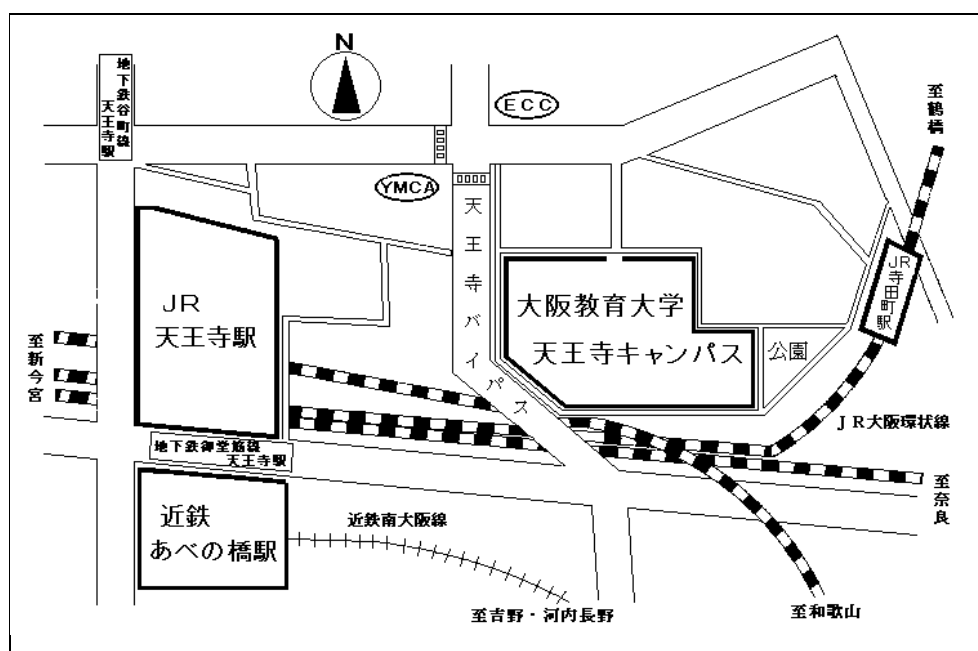 N
地下鉄谷町線
天王寺駅
ECC
至鶴橋
YMCA
天王寺バイパス
JR
天王寺駅
大阪教育大学
天王寺キャンパス
公園
JR寺田町駅
至新今宮
JR大阪環状線
地下鉄御堂筋線
天王寺駅
至奈良
近鉄
あべの橋駅
近鉄南大阪線
至吉野・河内長野
至和歌山